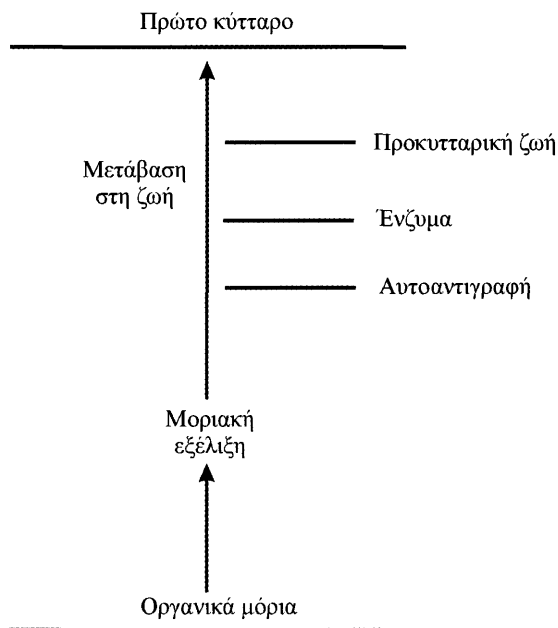 Πρώτο κύτταρο
Προκυτταρική ζωή
Μετάβαση
στη ζωή
Ένζυμα
Αυτοαντιγραφή
Μοριακή
εξέλιξη
Οργανικά μόρια